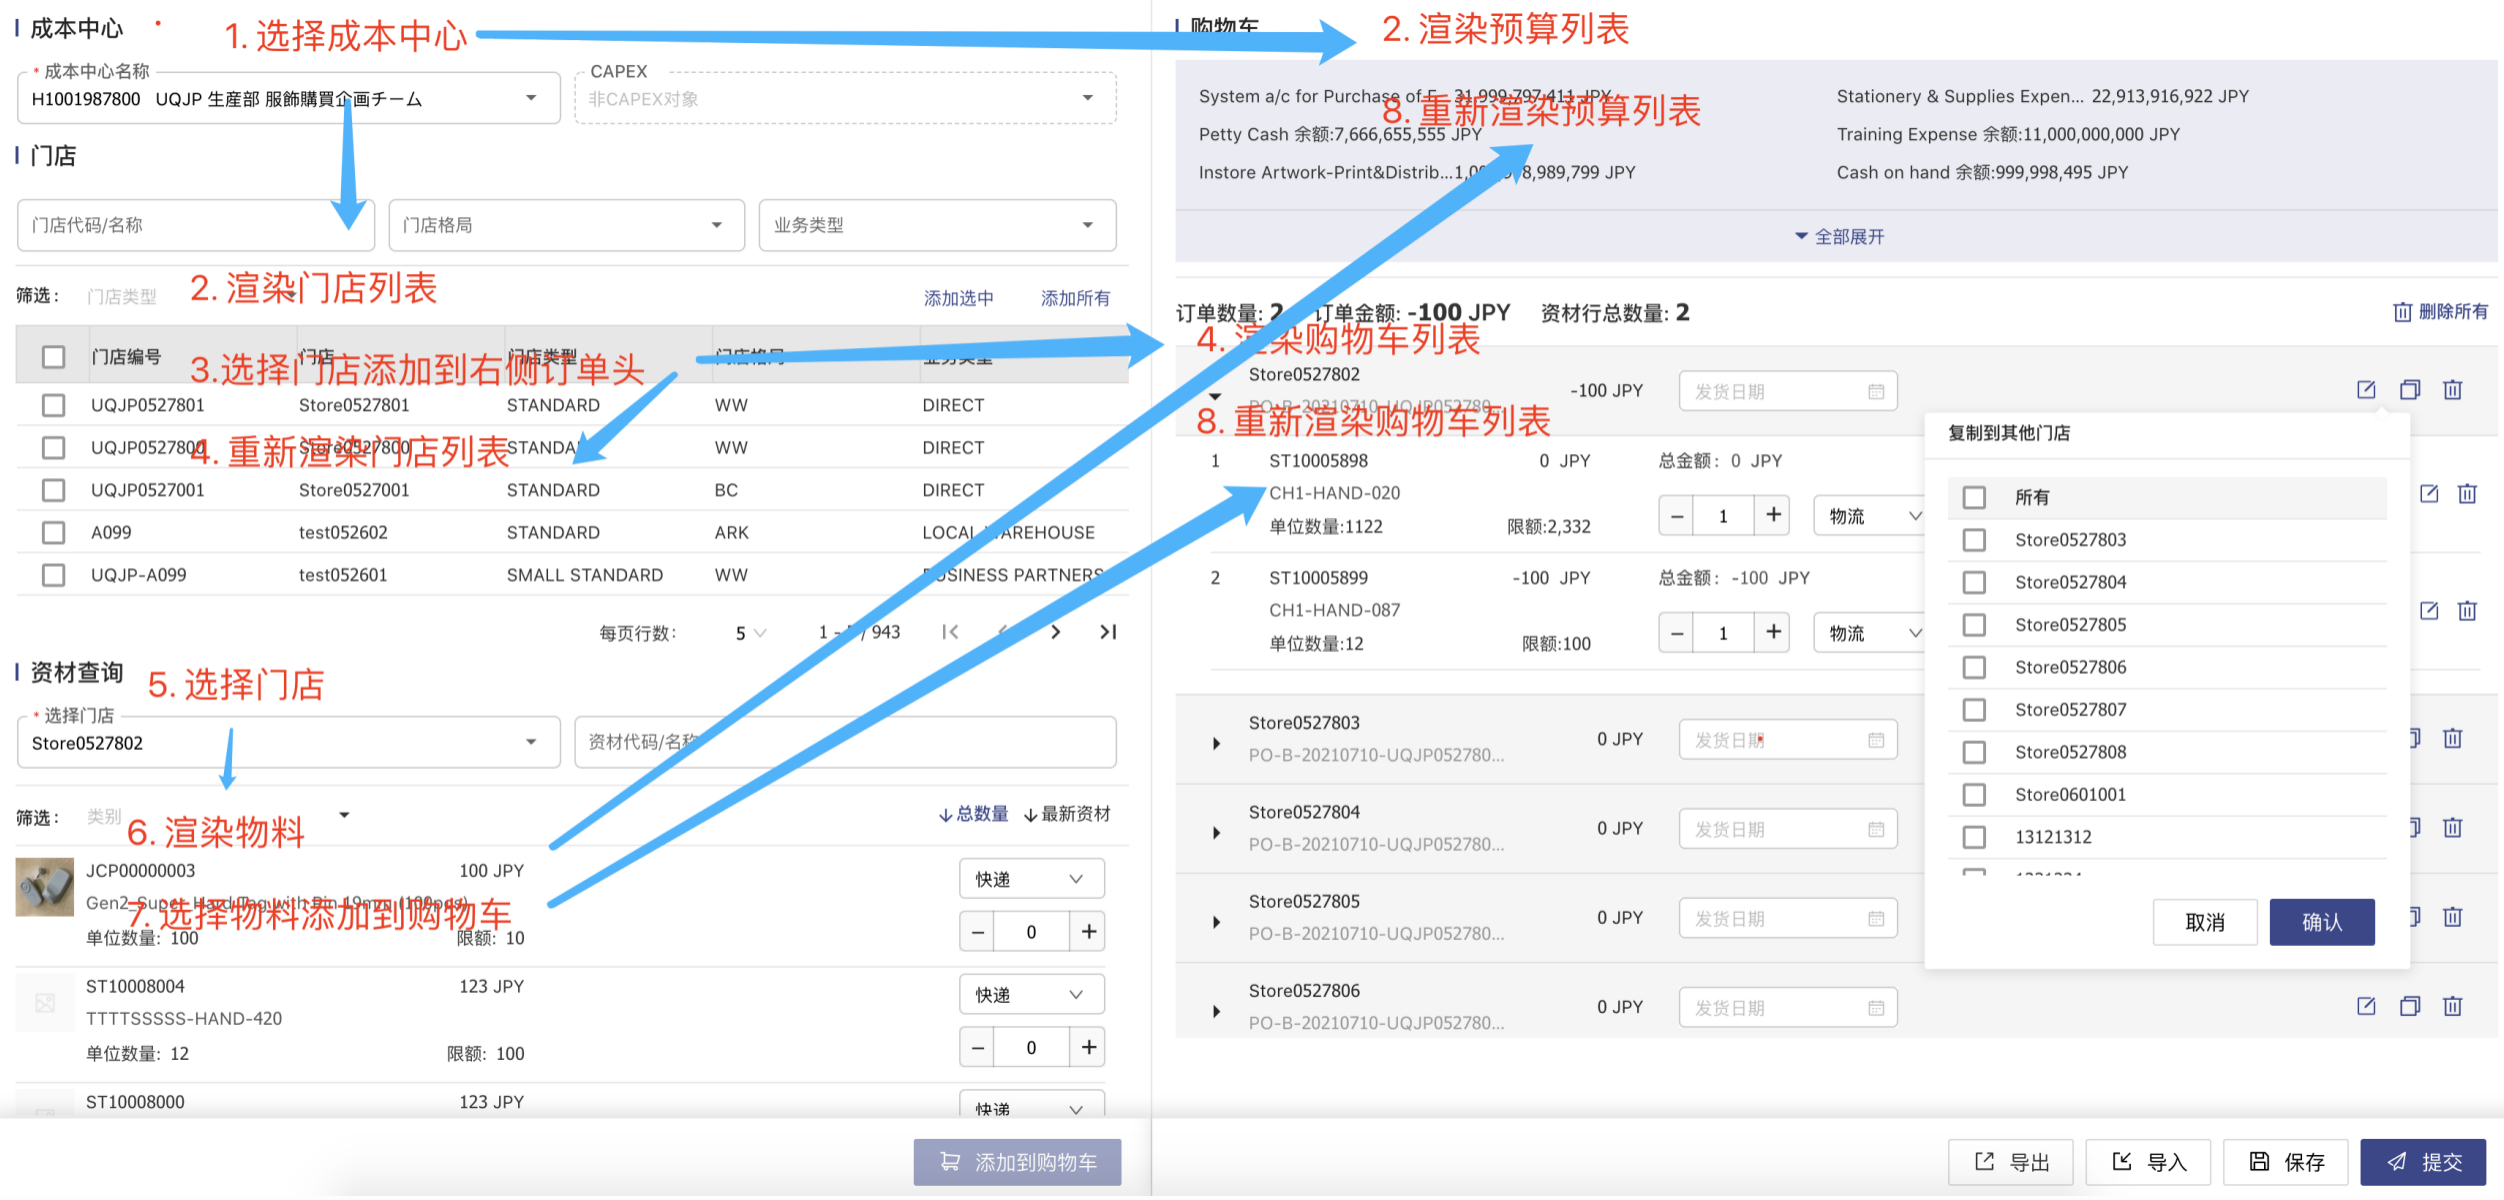 成本中心
1. 选择成本中心
* 成本中心名称
H1001987800 UQJP 生産部 服飾購買企画チーム
CAPEX
非CAPEX对象
门店
门店代码/名称
门店格局
业务类型
2. 渲染门店列表
筛选：
门店类型
添加选中
添加所有
门店编号
门店
门店类型
门店格局
业务类型
3.选择门店添加到右侧订单头
UQJP0527801 Store0527801 STANDARD WW DIRECT
UQJP0527800 Store0527800 STANDARD WW DIRECT
4. 重新渲染门店列表
UQJP0527001 Store0527001 STANDARD BC DIRECT
A099 test052602 STANDARD ARK LOCAL WAREHOUSE
UQJP-A099 test052601 SMALL STANDARD WW BUSINESS PARTNERS
每页行数： 5 / 943
资材查询
5. 选择门店
* 选择门店
Store0527802
资材代码/名称
筛选：
类别
总数量
最新资材
6. 渲染物料
JCP00000003 100 JPY
快递
Gen2_Super Hard Tag with Pin 19mm (100pcs)
7. 选择物料添加到购物车
单位数量: 100 限额: 10
0
ST10008004 123 JPY
快递
TTTTSSSSS-HAND-420
单位数量: 12 限额: 100
0
ST10008000 123 JPY
快递
添加到购物车
购物车
2. 渲染预算列表
System a/c for Purchase of F... 31,999,797,411 JPY
Stationery & Supplies Expen... 22,913,916,922 JPY
8. 重新渲染预算列表
Petty Cash 余额:7,666,655,555 JPY
Training Expense 余额:11,000,000,000 JPY
Instore Artwork-Print&Distrib...
8,989,799 JPY
Cash on hand 余额:999,998,495 JPY
全部展开
订单数量: 2 订单金额: -100 JPY 资材行总数量: 2
删除所有
4. 渲染购物车列表
Store0527802
-100 JPY
发货日期
PO-B-20210710-UQJP052780...
8. 重新渲染购物车列表
1 ST10005898 0 JPY 总金额: 0 JPY
CH1-HAND-020
单位数量:1122 限额:2,332
1
物流
2 ST10005899 -100 JPY 总金额: -100 JPY
CH1-HAND-087
单位数量:12 限额:100
1
物流
Store0527803
0 JPY
发货日期
PO-B-20210710-UQJP052780...
Store0527804
0 JPY
发货日期
PO-B-20210710-UQJP052780...
Store0527805
0 JPY
发货日期
PO-B-20210710-UQJP052780...
Store0527806
0 JPY
发货日期
PO-B-20210710-UQJP052780...
复制到其他门店
所有
Store0527803
Store0527804
Store0527805
Store0527806
Store0527807
Store0527808
Store0601001
13121312
取消
确认
导出
导入
保存
提交